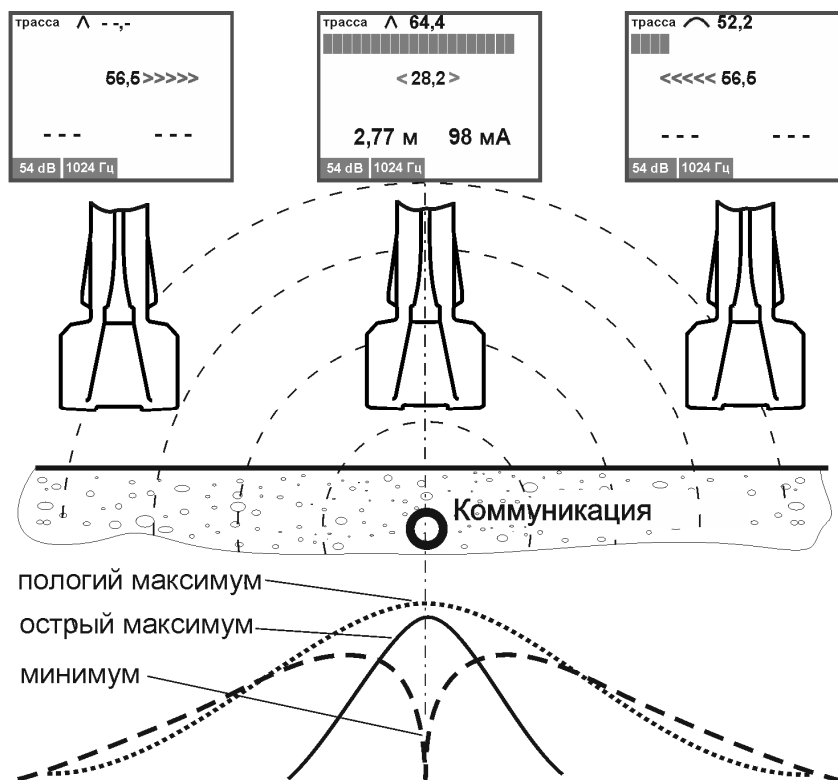 трасса ^ - -,-
56,5 >>>>>
- - - - - -
54 dB 1024 Гц
трасса ^ 64,4
< 28,2 >
2,77 м 98 мА
54 dB 1024 Гц
трасса 52,2
<<<<< 56,5
- - - - - -
54 dB 1024 Гц
Коммуникация
пологий максимум
острый максимум
минимум